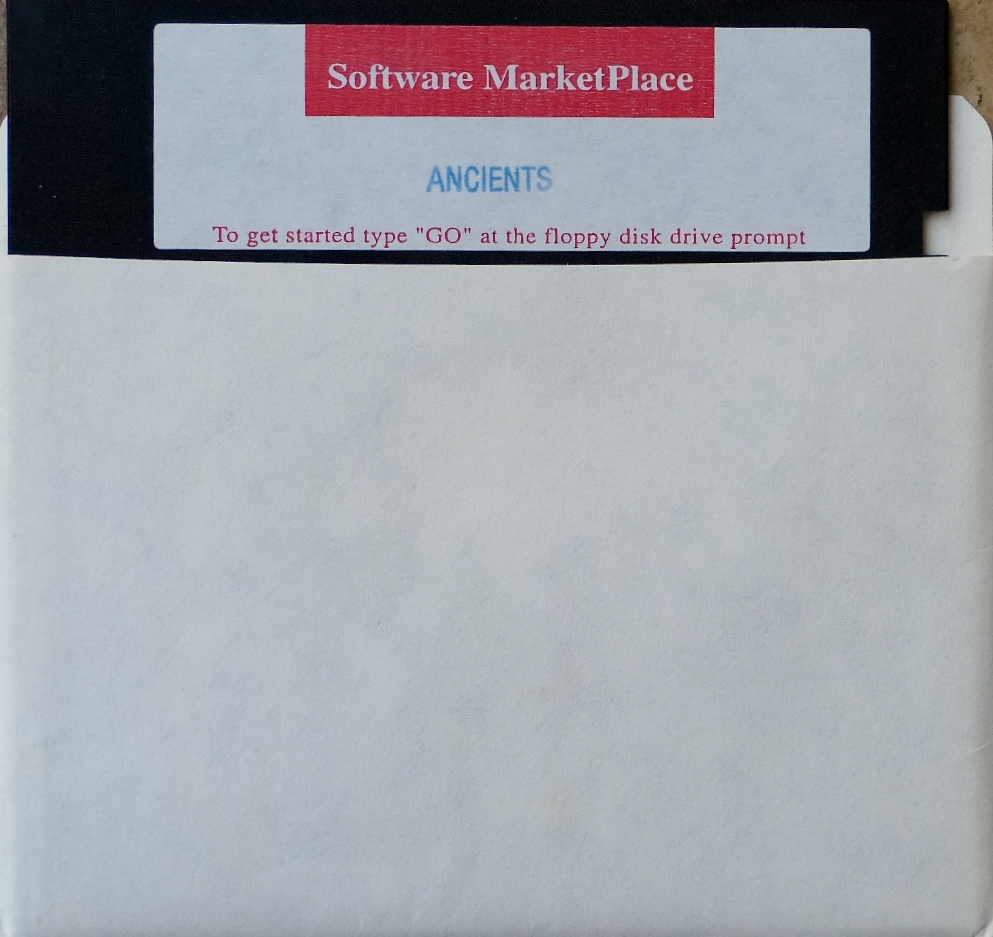 Software MarketPlace
ANCIENTS
To get started type "GO" at the floppy disk drive prompt